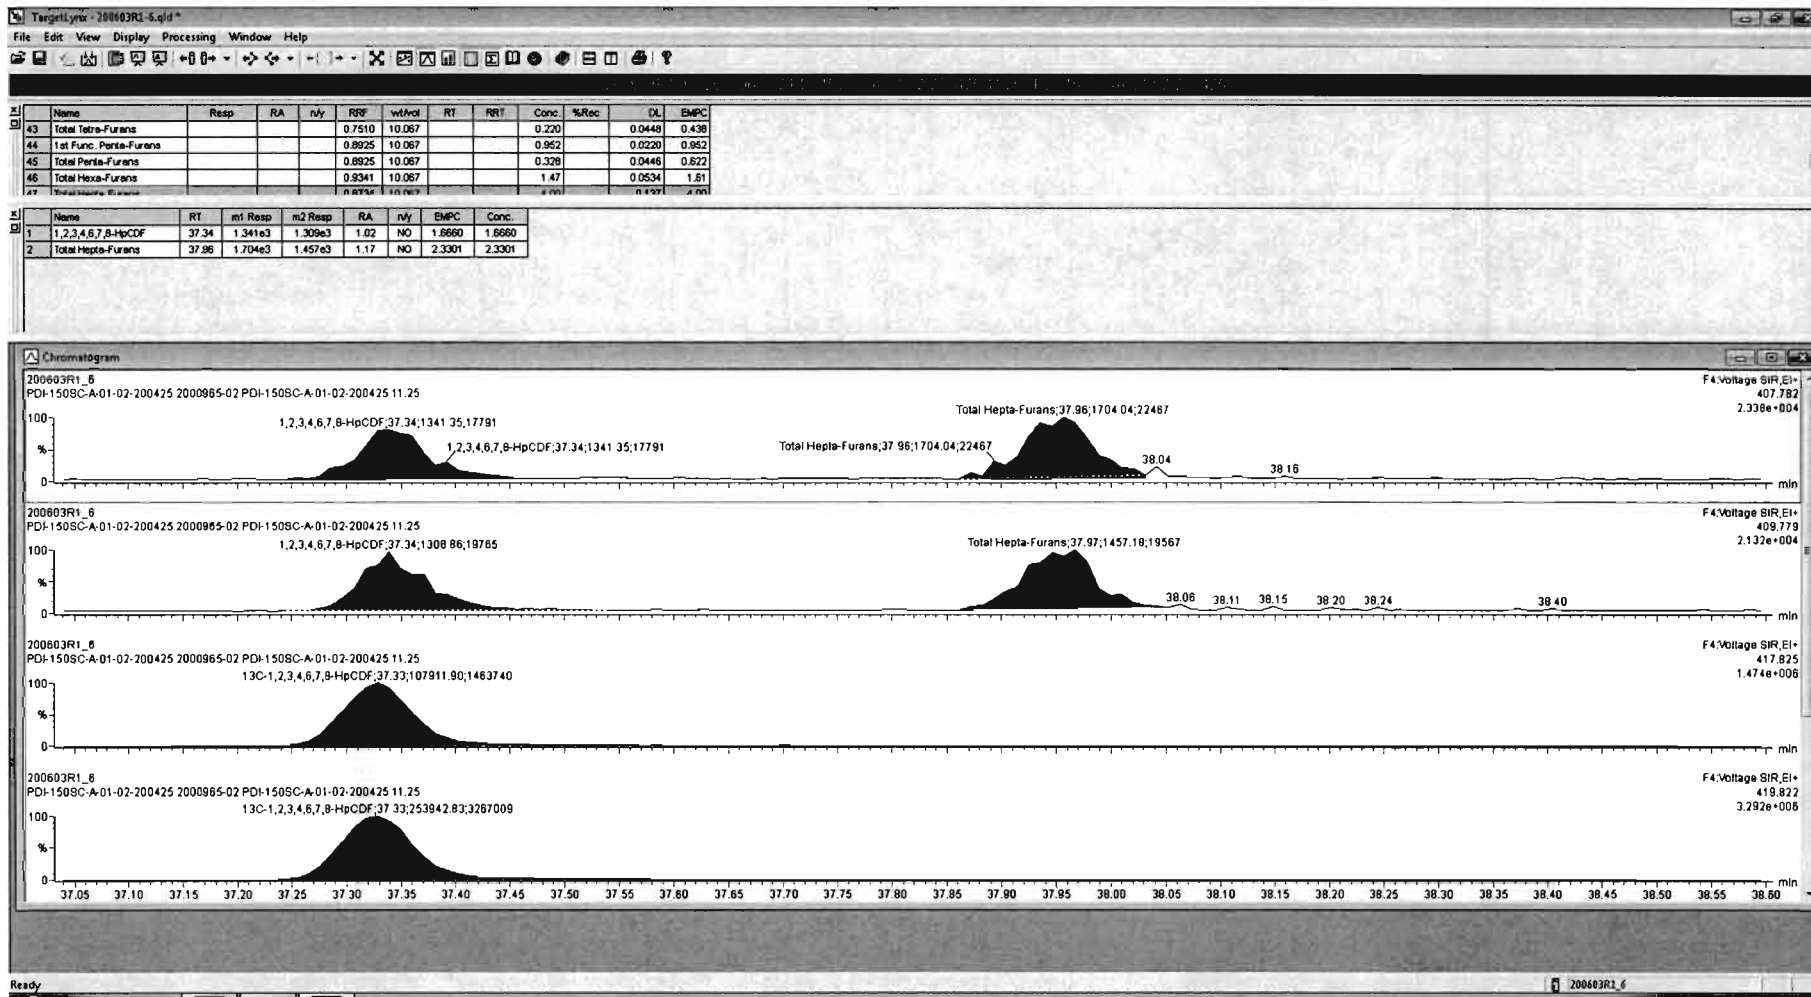 TargetLynx - 200603R1-6.qld *
File Edit View Display Processing Window Help
Name Resp RA n/y RRF wt/vol RT RRT Conc. %Rec DL EMPC
43 Total Tetra-Furans 0.7510 10.067 0.220 0.0448 0.438
44 1st Func. Penta-Furans 0.8925 10.067 0.952 0.0220 0.952
45 Total Penta-Furans 0.8925 10.067 0.328 0.0446 0.622
46 Total Hexa-Furans 0.9341 10.067 1.47 0.0534 1.61
47 Total Hepta-Furans 0.8734 10.067 4.00 0.137 4.00
Name RT m1 Resp m2 Resp RA n/y EMPC Conc.
1 1,2,3,4,6,7,8-HpCDF 37.34 1.341e3 1.309e3 1.02 NO 1.6660 1.6660
2 Total Hepta-Furans 37.96 1.704e3 1.457e3 1.17 NO 2.3301 2.3301
Chromatogram
200603R1_6 F4:Voltage SIR,EI+
PDI-150SC-A-01-02-200425 2000965-02 PDI-150SC-A-01-02-200425 11.25 407.782
2.338e+004
1,2,3,4,6,7,8-HpCDF;37.34;1341.35;17791 Total Hepta-Furans;37.96;1704.04;22467
100
1,2,3,4,6,7,8-HpCDF;37.34;1341.35;17791 Total Hepta-Furans;37.96;1704.04;22467
%
38.04 38.16
0 min
200603R1_6 F4:Voltage SIR,EI+
PDI-150SC-A-01-02-200425 2000965-02 PDI-150SC-A-01-02-200425 11.25 409.779
2.132e+004
1,2,3,4,6,7,8-HpCDF;37.34;1308.86;19765 Total Hepta-Furans;37.97;1457.18;19567
100
%
38.06 38.11 38.15 38.20 38.24 38.40
0 min
200603R1_6 F4:Voltage SIR,EI+
PDI-150SC-A-01-02-200425 2000965-02 PDI-150SC-A-01-02-200425 11.25 417.825
1.474e+006
13C-1,2,3,4,6,7,8-HpCDF;37.33;107911.90;1463740
100
%
0 min
200603R1_6 F4:Voltage SIR,EI+
PDI-150SC-A-01-02-200425 2000965-02 PDI-150SC-A-01-02-200425 11.25 419.822
3.292e+006
13C-1,2,3,4,6,7,8-HpCDF;37.33;253942.83;3267009
100
%
0 min
37.05 37.10 37.15 37.20 37.25 37.30 37.35 37.40 37.45 37.50 37.55 37.60 37.65 37.70 37.75 37.80 37.85 37.90 37.95 38.00 38.05 38.10 38.15 38.20 38.25 38.30 38.35 38.40 38.45 38.50 38.55 38.60
Ready 200603R1_6